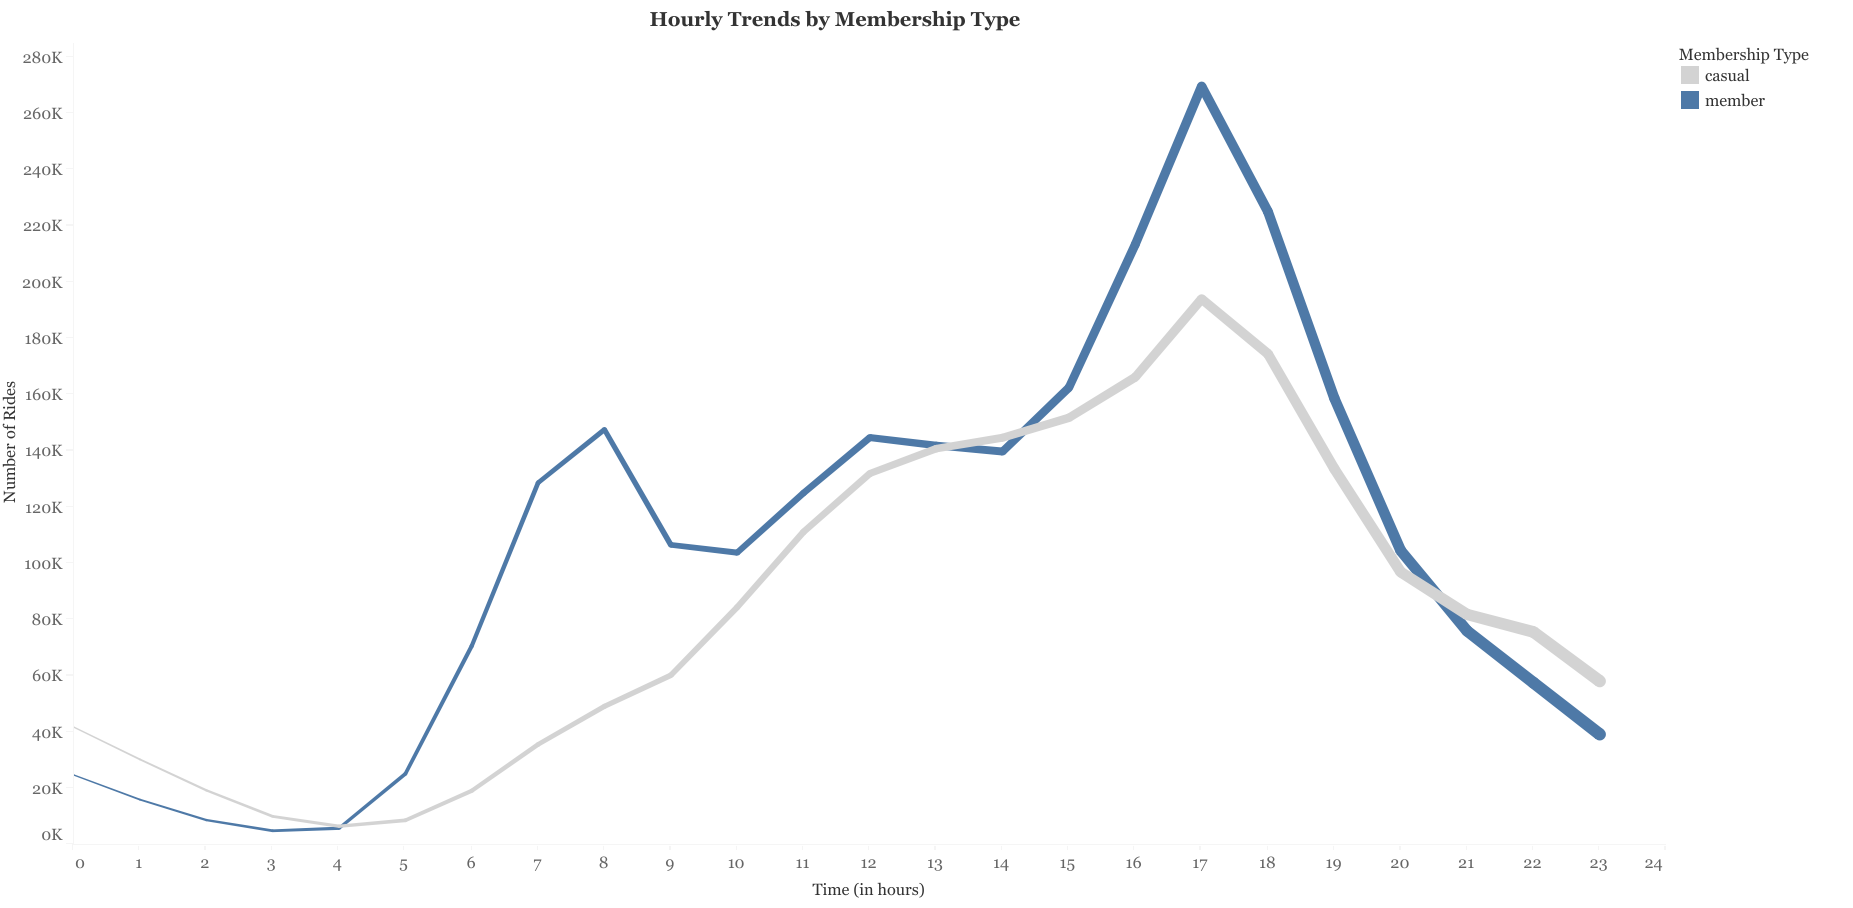 Hourly Trends by Membership Type
Membership Type
casual
member
Number of Rides
280K
260K
240K
220K
200K
180K
160K
140K
120K
100K
80K
60K
40K
20K
0K
0 1 2 3 4 5 6 7 8 9 10 11 12 13 14 15 16 17 18 19 20 21 22 23 24
Time (in hours)